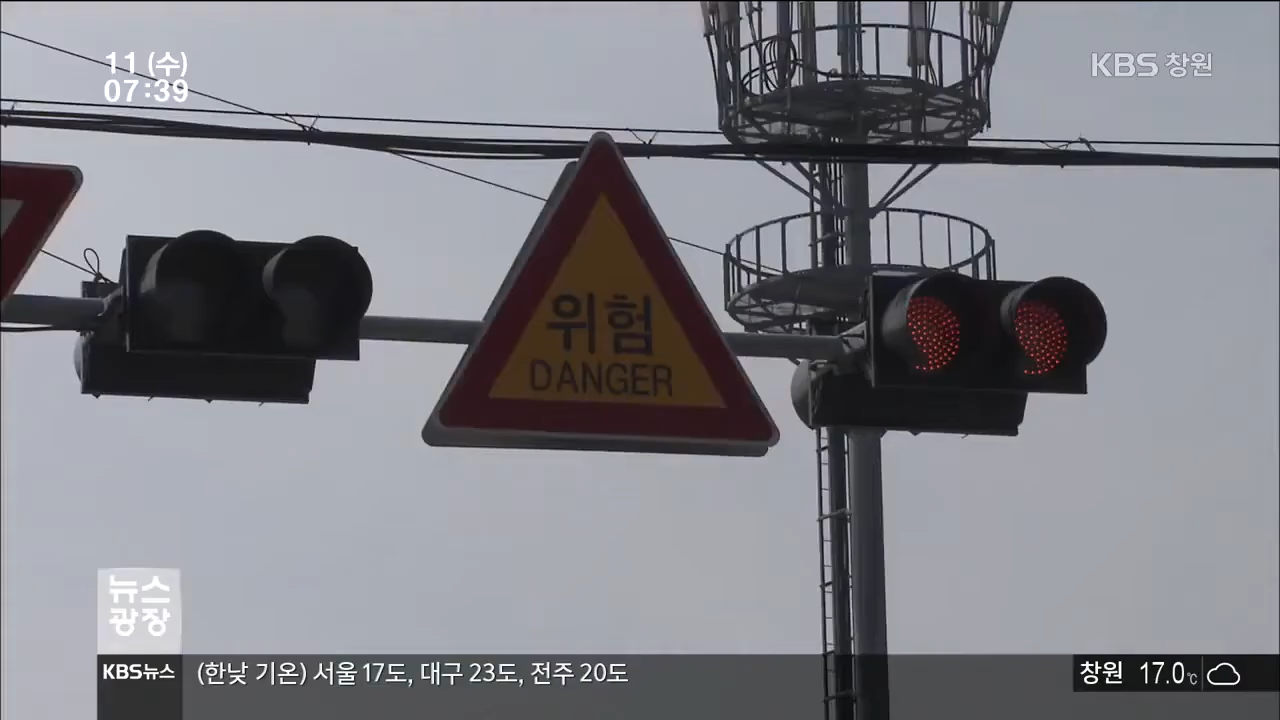 11 (수)
07:39
KBS 창원
위험
DANGER
뉴스
광장
KBS뉴스
(한낮 기온) 서울 17도, 대구 23도, 전주 20도
창원 17.0℃